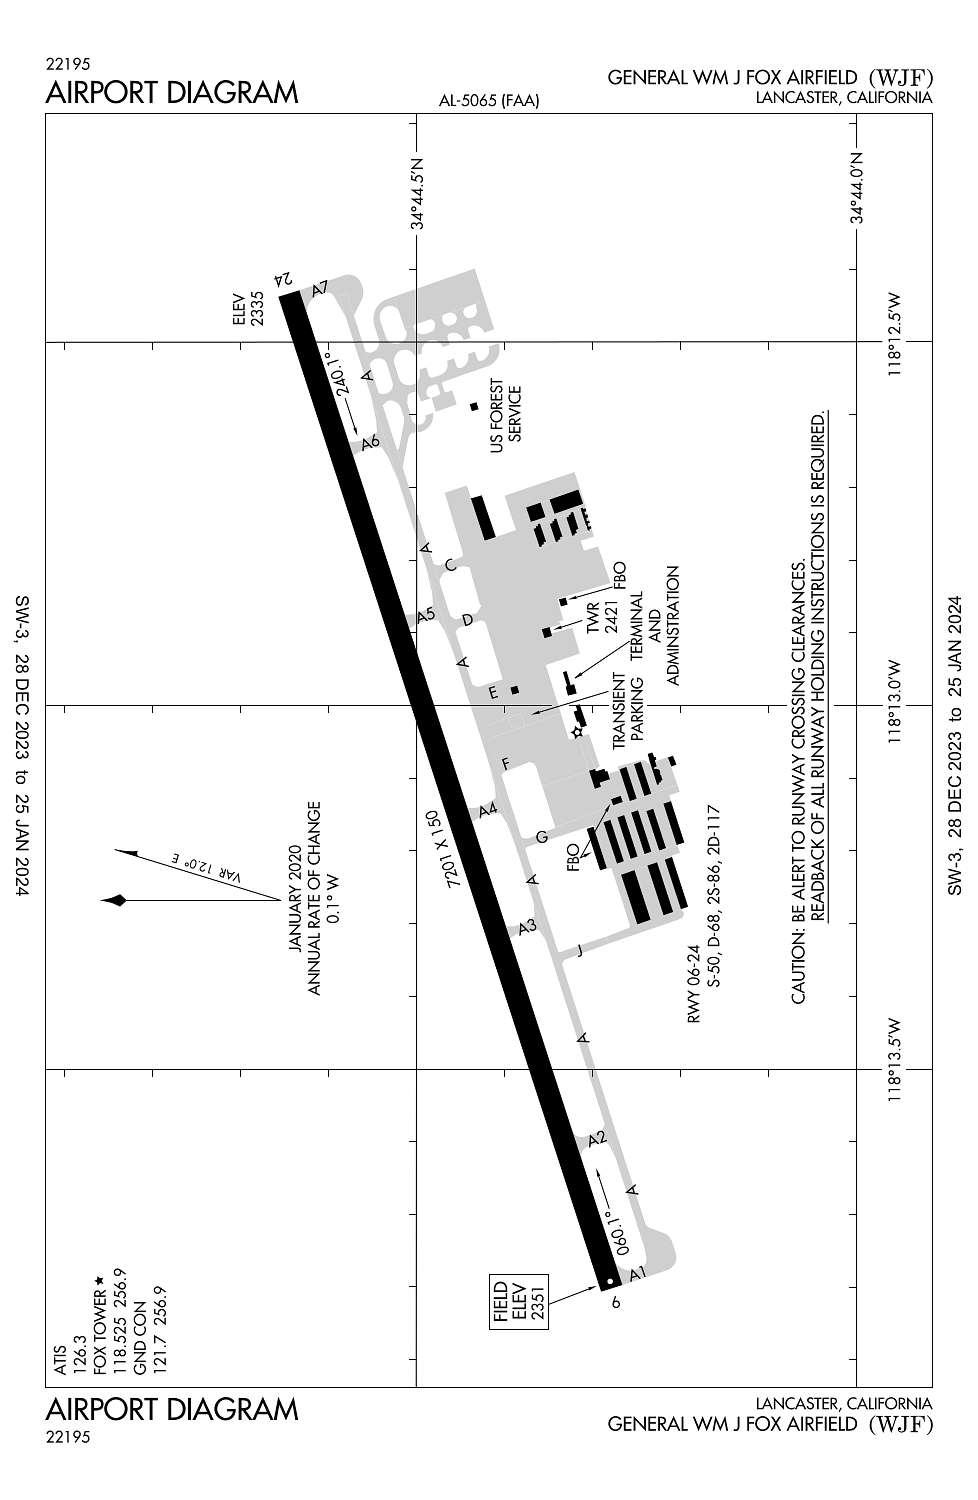 22195
AIRPORT DIAGRAM
AL-5065 (FAA)
GENERAL WM J FOX AIRFIELD (WJF)
LANCASTER, CALIFORNIA
34°44.5'N
34°44.0'N
118°12.5'W
118°13.0'W
118°13.5'W
24
ELEV
2335
A7
240.1°
A
A6
US FOREST
SERVICE
A
C
A5
D
A
E
FBO
TWR
2421
TERMINAL
AND
ADMINSTRATION
TRANSIENT
PARKING
F
7201 X 150
A4
G
FBO
A
A3
J
RWY 06-24
S-50, D-68, 2S-86, 2D-117
A
A2
A
060.1°
A1
6
FIELD
ELEV
2351
VAR 12.0° E
JANUARY 2020
ANNUAL RATE OF CHANGE
0.1° W
CAUTION: BE ALERT TO RUNWAY CROSSING CLEARANCES.
READBACK OF ALL RUNWAY HOLDING INSTRUCTIONS IS REQUIRED.
ATIS
126.3
FOX TOWER ★
118.525 256.9
GND CON
121.7 256.9
SW-3, 28 DEC 2023 to 25 JAN 2024
SW-3, 28 DEC 2023 to 25 JAN 2024
AIRPORT DIAGRAM
22195
LANCASTER, CALIFORNIA
GENERAL WM J FOX AIRFIELD (WJF)